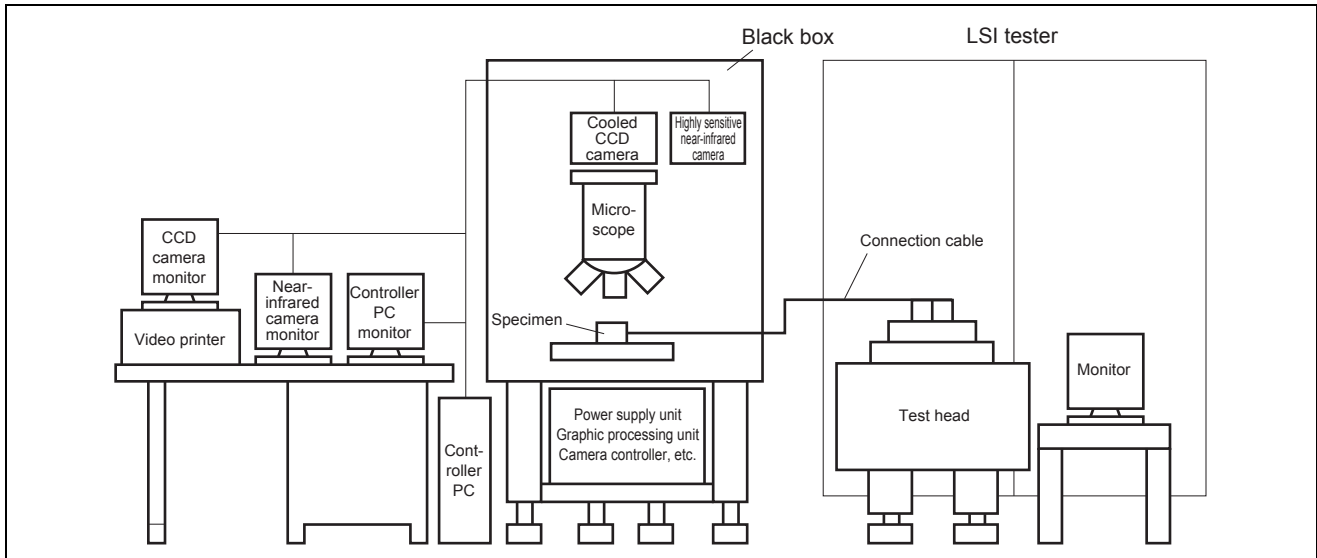 Black box
LSI tester
Cooled
CCD
camera
Highly sensitive
near-infrared
camera
Micro-
scope
CCD
camera
monitor
Near-
infrared
camera
monitor
Controller
PC
monitor
Video printer
Specimen
Connection cable
Monitor
Test head
Power supply unit
Graphic processing unit
Camera controller, etc.
Cont-
roller
PC